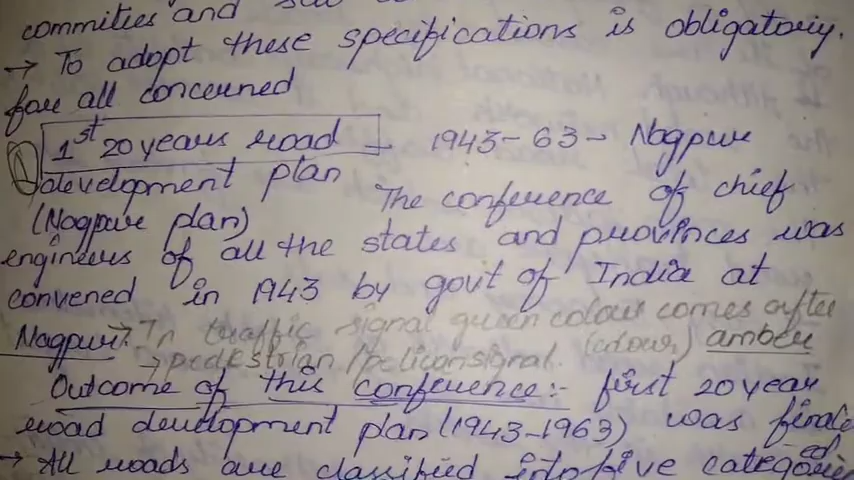 commities and
→ To adopt these specifications is obligatory.
for all concerned
① 1st 20 years road - 1943-63- Nagpur
development plan
(Nagpur plan) The conference of chief
engineers of all the states and provinces was
convened in 1943 by govt of India at
Nagpur. → In traffic signal green colour comes after
(colour) amber
→ pedestrian/pelican signal.
Outcome of this conference:- first 20 year
road development plan (1943-1963) was finaled
→ All roads are classified into five categories